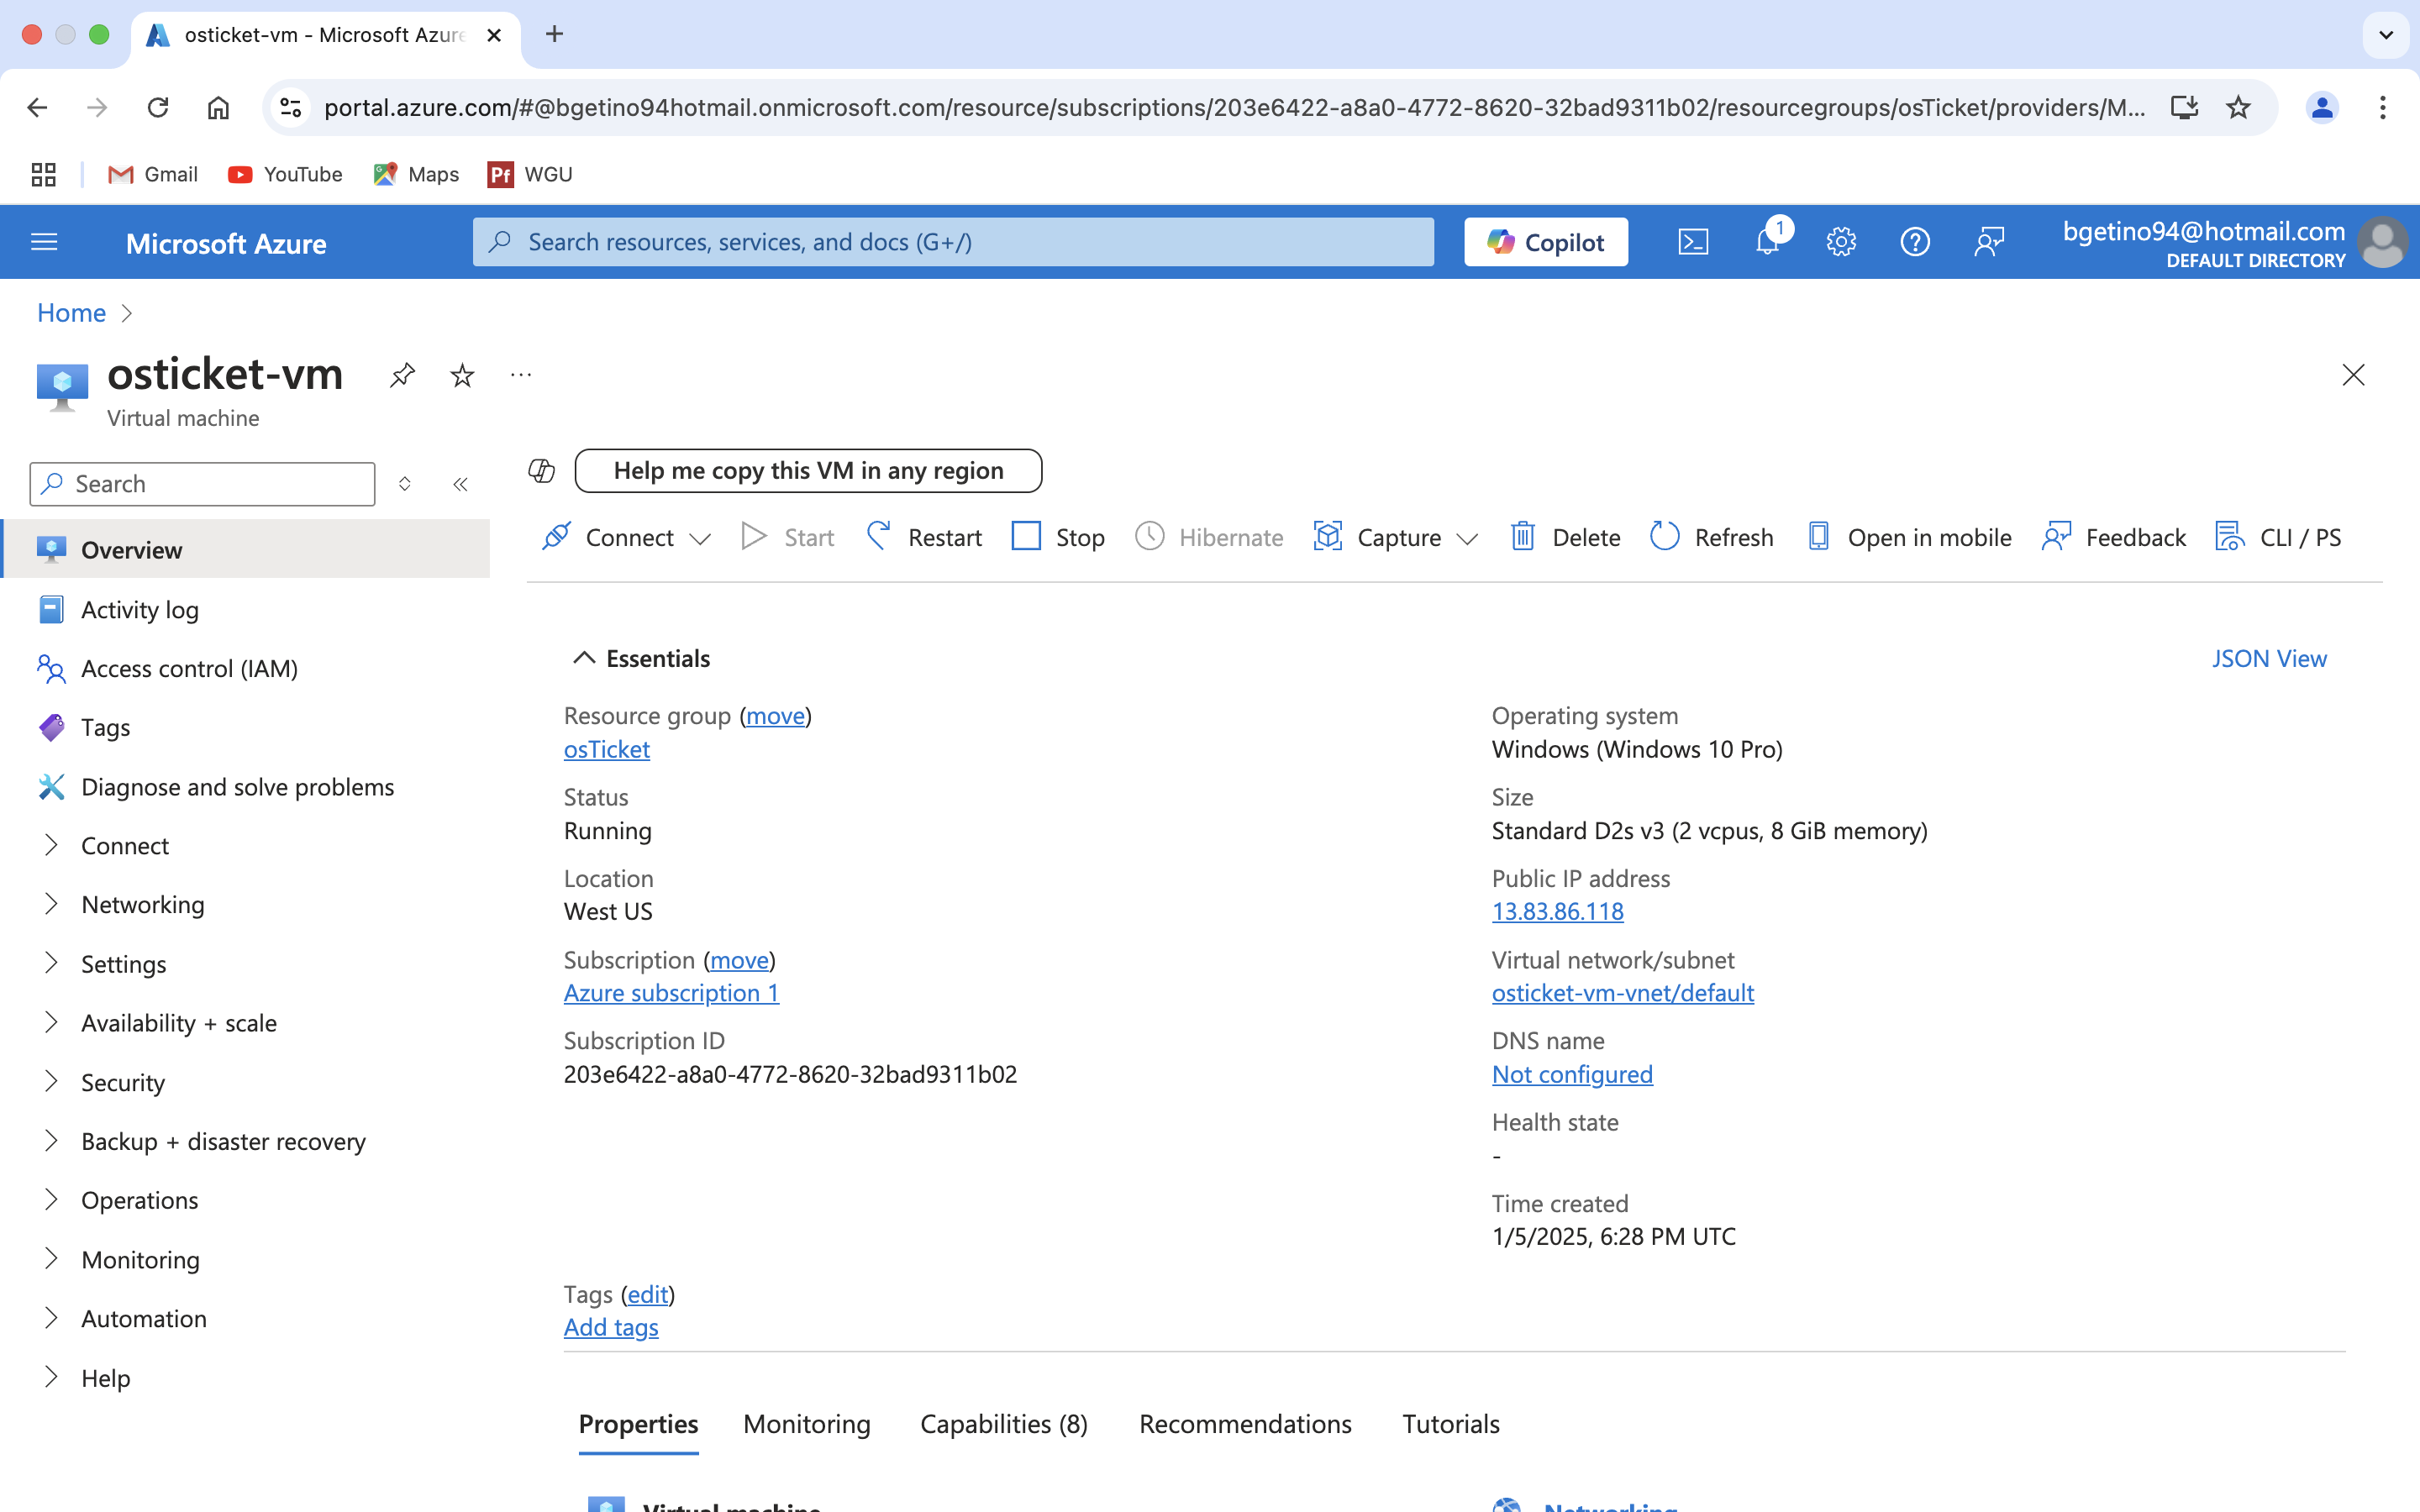 osticket-vm - Microsoft Azure
portal.azure.com/#@bgetino94hotmail.onmicrosoft.com/resource/subscriptions/203e6422-a8a0-4772-8620-32bad9311b02/resourcegroups/osTicket/providers/M...
Gmail
YouTube
Maps
Pf WGU
Microsoft Azure
Search resources, services, and docs (G+/)
Copilot
1
bgetino94@hotmail.com
DEFAULT DIRECTORY
Home
osticket-vm
Virtual machine
Search
Help me copy this VM in any region
Connect Start Restart Stop Hibernate Capture Delete Refresh Open in mobile Feedback CLI / PS
Overview
Activity log
Access control (IAM)
Tags
Diagnose and solve problems
Connect
Networking
Settings
Availability + scale
Security
Backup + disaster recovery
Operations
Monitoring
Automation
Help
Essentials
JSON View
Resource group (move)
osTicket
Status
Running
Location
West US
Subscription (move)
Azure subscription 1
Subscription ID
203e6422-a8a0-4772-8620-32bad9311b02
Operating system
Windows (Windows 10 Pro)
Size
Standard D2s v3 (2 vcpus, 8 GiB memory)
Public IP address
13.83.86.118
Virtual network/subnet
osticket-vm-vnet/default
DNS name
Not configured
Health state
-
Time created
1/5/2025, 6:28 PM UTC
Tags (edit)
Add tags
Properties Monitoring Capabilities (8) Recommendations Tutorials
Virtual machine
Networking